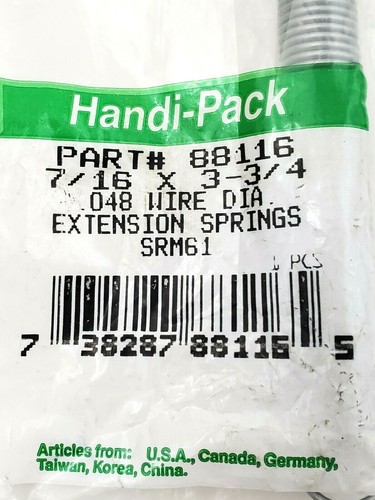 Handi-Pack
PART# 88116
7/16 X 3-3/4
.048 WIRE DIA.
EXTENSION SPRINGS
SRM61
1 PCS
7 38287 88116 5
Articles from: U.S.A., Canada, Germany,
Taiwan, Korea, China.